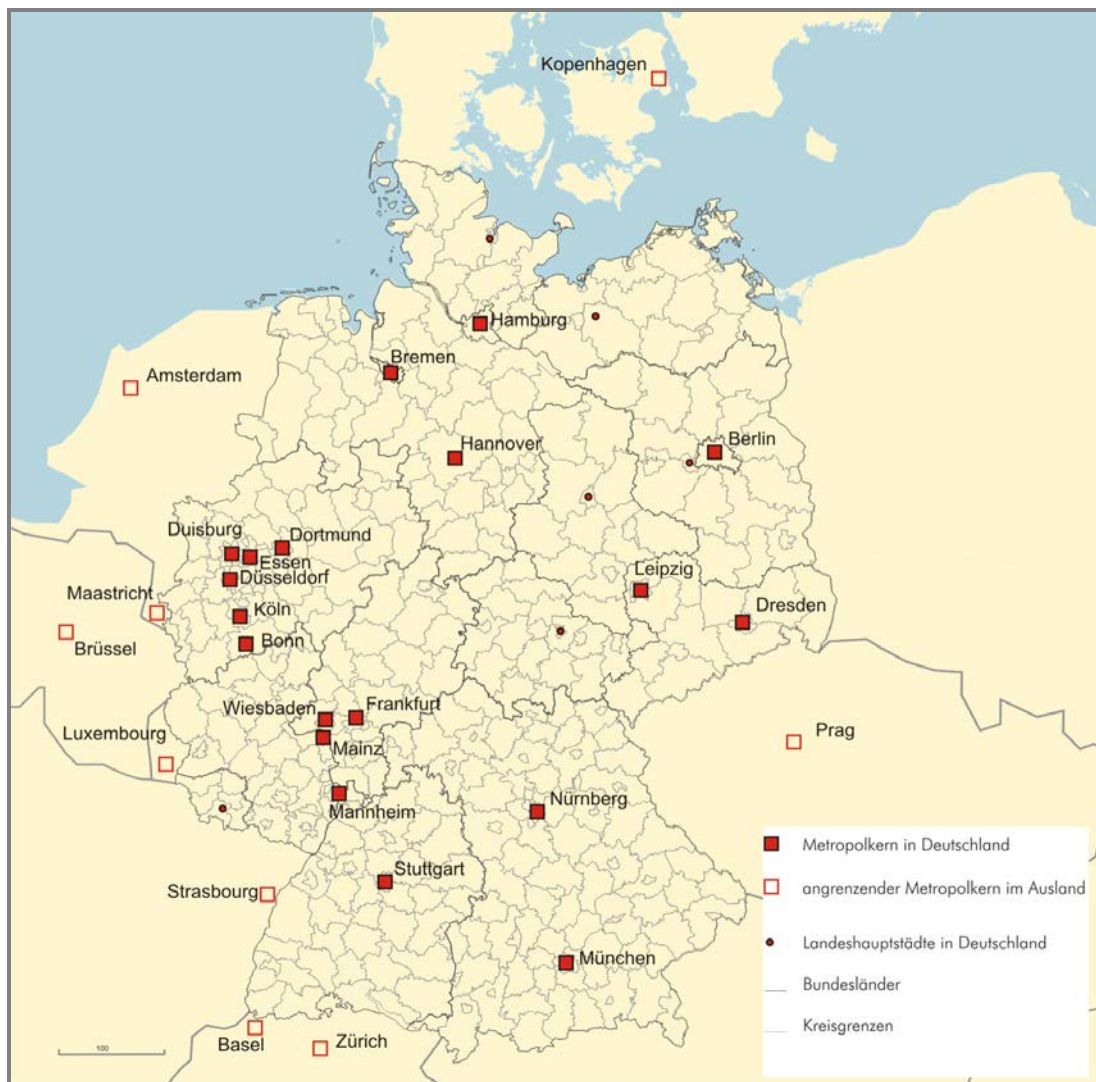 Kopenhagen
Hamburg
Bremen
Amsterdam
Berlin
Hannover
Duisburg
Dortmund
Essen
Düsseldorf
Leipzig
Maastricht
Dresden
Köln
Brüssel
Bonn
Wiesbaden
Frankfurt
Luxembourg
Prag
Mainz
Nürnberg
Mannheim
Stuttgart
Strasbourg
München
Basel
Zürich
100
Metropolkern in Deutschland
angrenzender Metropolkern im Ausland
Landeshauptstädte in Deutschland
Bundesländer
Kreisgrenzen